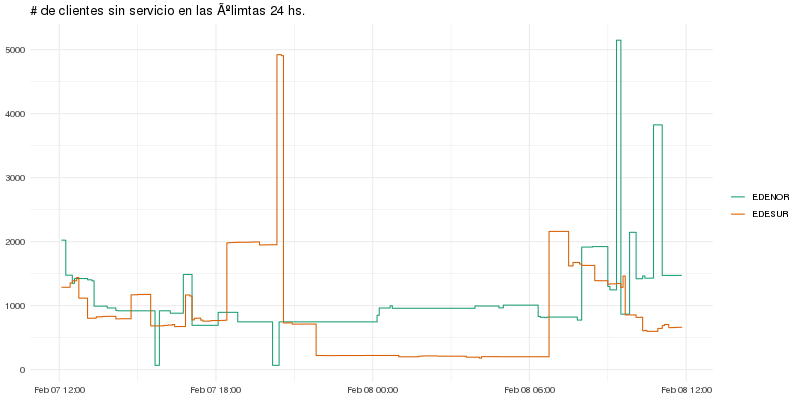 # de clientes sin servicio en las Ãºlimtas 24 hs.
5000
4000
3000
2000
1000
0
Feb 07 12:00
Feb 07 18:00
Feb 08 00:00
Feb 08 06:00
Feb 08 12:00
EDENOR
EDESUR